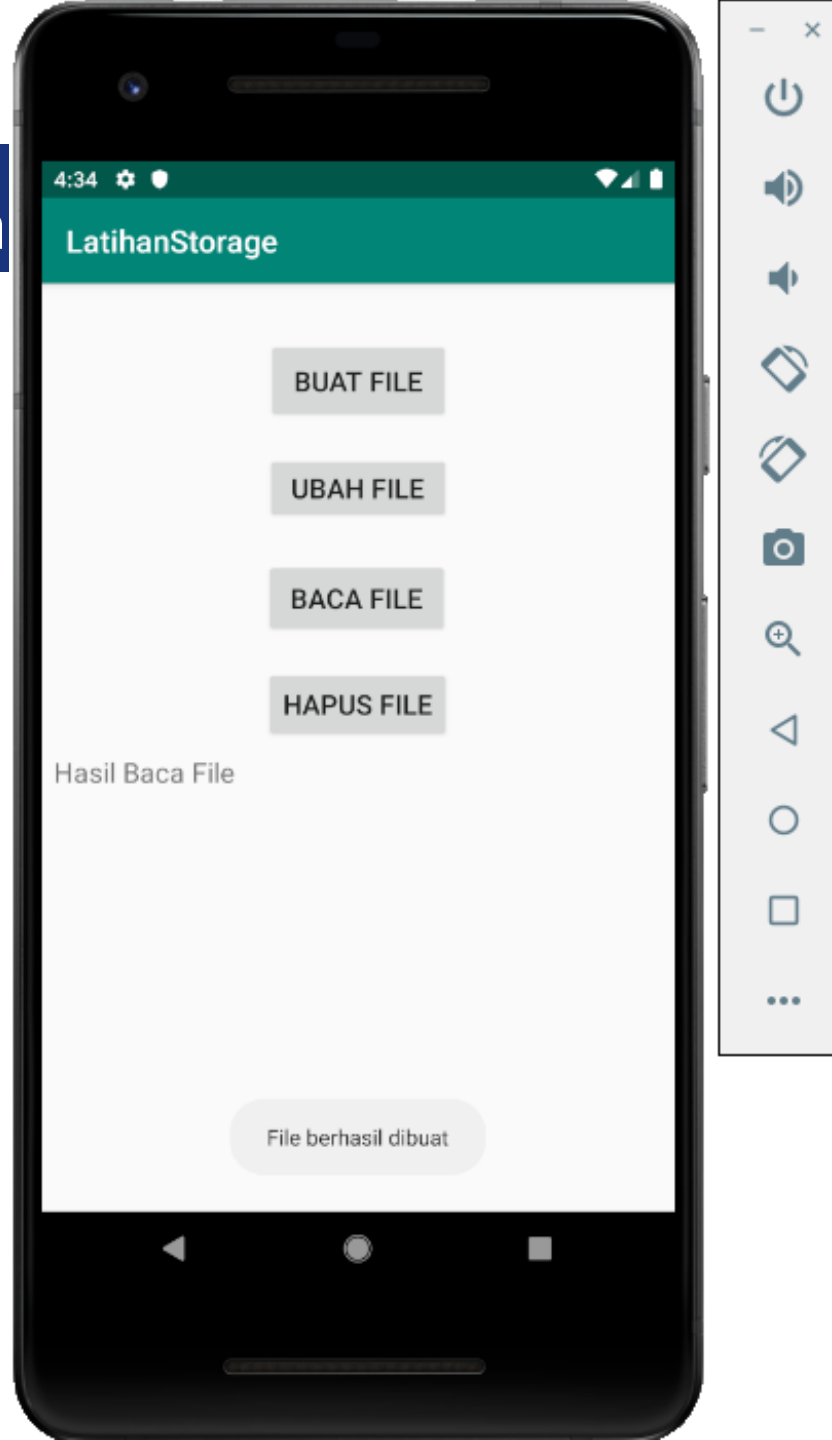 4:34
LatihanStorage
BUAT FILE
UBAH FILE
BACA FILE
HAPUS FILE
Hasil Baca File
File berhasil dibuat